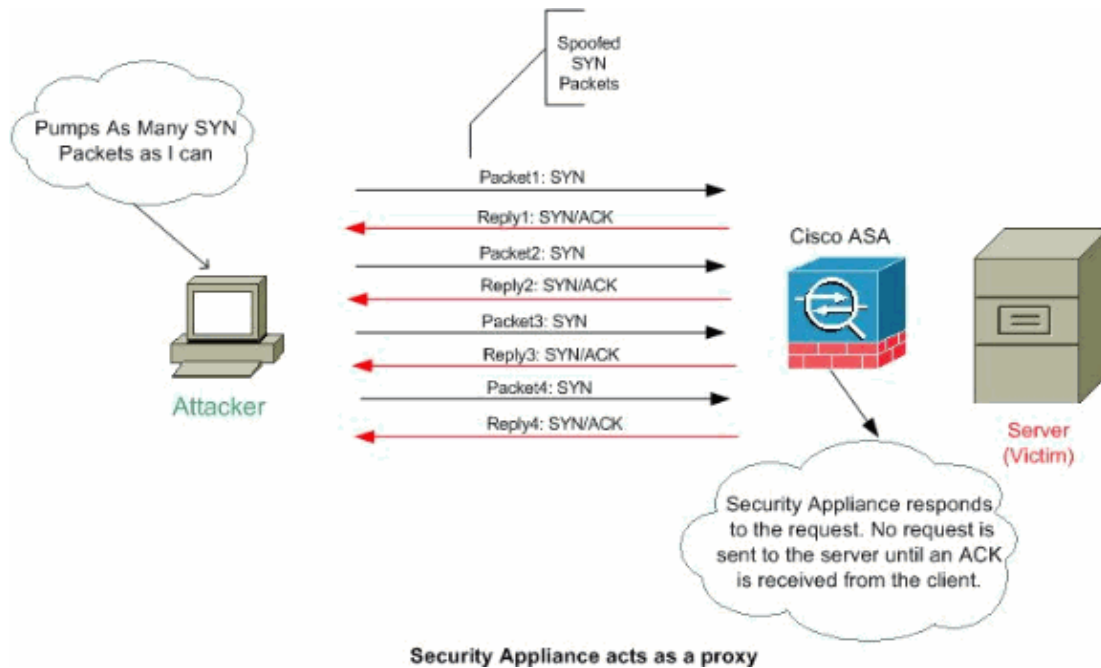 Spoofed
SYN
Packets
Pumps As Many SYN
Packets as I can
Packet1: SYN
Reply1: SYN/ACK
Packet2: SYN
Reply2: SYN/ACK
Packet3: SYN
Reply3: SYN/ACK
Packet4: SYN
Reply4: SYN/ACK
Attacker
Cisco ASA
Server
(Victim)
Security Appliance responds
to the request. No request is
sent to the server until an ACK
is received from the client.
Security Appliance acts as a proxy